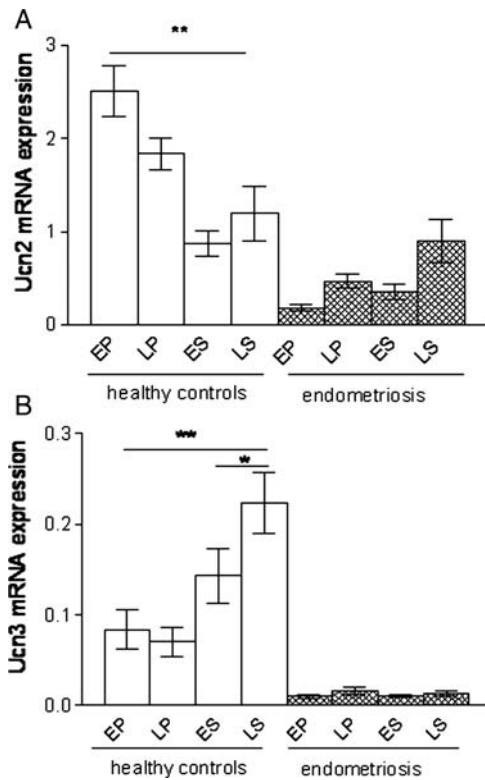 A
**
3
2
1
0
Ucn2 mRNA expression
EP LP ES LS EP LP ES LS
healthy controls endometriosis
B
**
*
0.3
0.2
0.1
0.0
Ucn3 mRNA expression
EP LP ES LS EP LP ES LS
healthy controls endometriosis